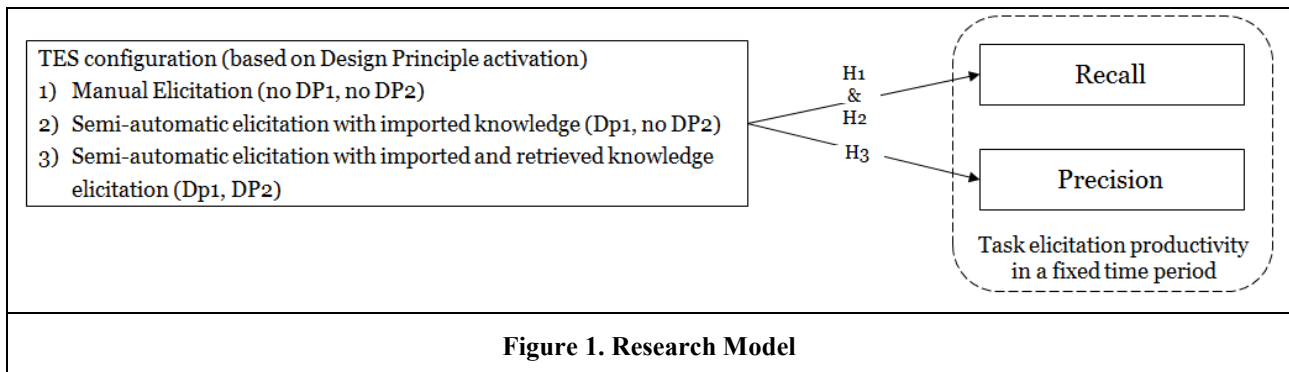 TES configuration (based on Design Principle activation)
1) Manual Elicitation (no DP1, no DP2)
2) Semi-automatic elicitation with imported knowledge (Dp1, no DP2)
3) Semi-automatic elicitation with imported and retrieved knowledge
elicitation (Dp1, DP2)
H1
&
H2
H3
Recall
Precision
Task elicitation productivity
in a fixed time period
Figure 1. Research Model